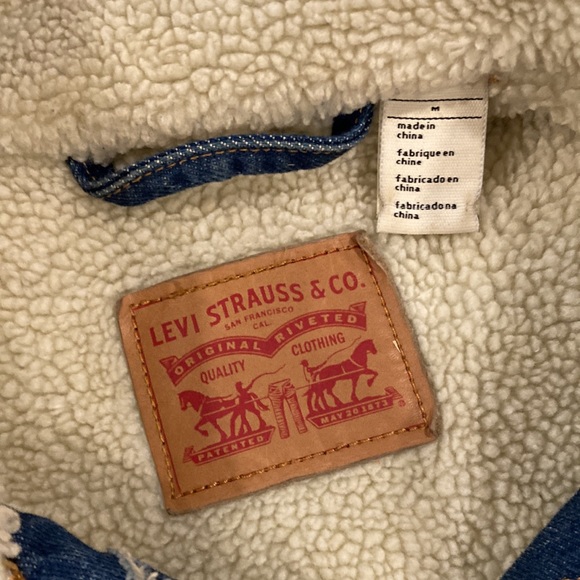 M
made in
china
fabrique en
chine
fabricado en
china
fabricado na
china
LEVI STRAUSS & CO.
SAN FRANCISCO
CAL.
ORIGINAL RIVETED
QUALITY CLOTHING
PATENTED MAY 20 1873